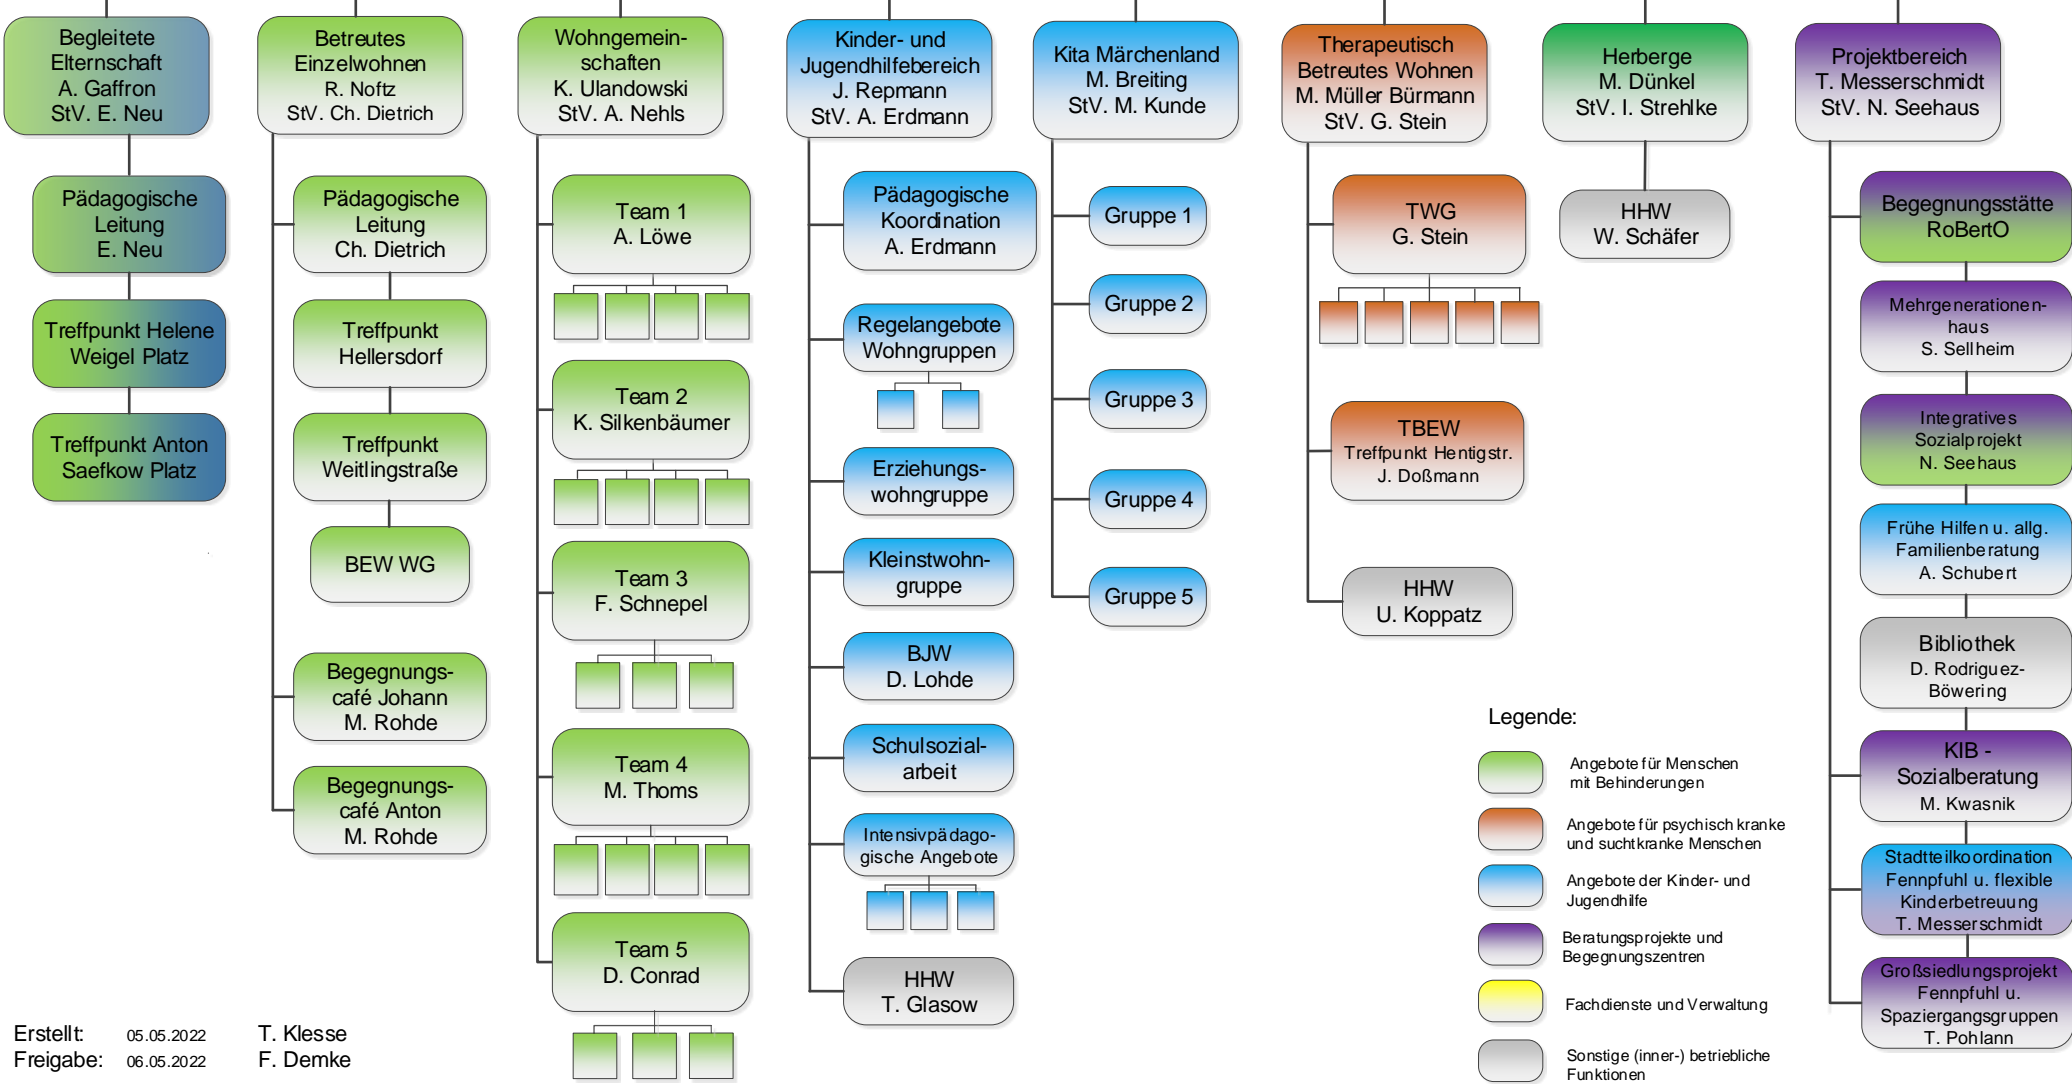 Begleitete
Elternschaft
A. Gaffron
StV. E. Neu
Pädagogische
Leitung
E. Neu
Treffpunkt Helene
Weigel Platz
Treffpunkt Anton
Saefkow Platz
Betreutes
Einzelwohnen
R. Noftz
StV. Ch. Dietrich
Pädagogische
Leitung
Ch. Dietrich
Treffpunkt
Hellersdorf
Treffpunkt
Weitlingstraße
BEW WG
Begegnungs-
café Johann
M. Rohde
Begegnungs-
café Anton
M. Rohde
Wohngemein-
schaften
K. Ulandowski
StV. A. Nehls
Team 1
A. Löwe
Team 2
K. Silkenbäumer
Team 3
F. Schnepel
Team 4
M. Thoms
Team 5
D. Conrad
Kinder- und
Jugendhilfebereich
J. Repmann
StV. A. Erdmann
Pädagogische
Koordination
A. Erdmann
Regelangebote
Wohngruppen
Erziehungs-
wohngruppe
Kleinstwohn-
gruppe
BJW
D. Lohde
Schulsozial-
arbeit
Intensivpädago-
gische Angebote
HHW
T. Glasow
Kita Märchenland
M. Breiting
StV. M. Kunde
Gruppe 1
Gruppe 2
Gruppe 3
Gruppe 4
Gruppe 5
Therapeutisch
Betreutes Wohnen
M. Müller Bürmann
StV. G. Stein
TWG
G. Stein
TBEW
Treffpunkt Hentigstr.
J. Doßmann
HHW
U. Koppatz
Herberge
M. Dünkel
StV. I. Strehlke
HHW
W. Schäfer
Projektbereich
T. Messerschmidt
StV. N. Seehaus
Begegnungsstätte
RoBertO
Mehrgenerationen-
haus
S. Sellheim
Integratives
Sozialprojekt
N. Seehaus
Frühe Hilfen u. allg.
Familienberatung
A. Schubert
Bibliothek
D. Rodriguez-
Böwering
KIB -
Sozialberatung
M. Kwasnik
Stadtteilkoordination
Fennpfuhl u. flexible
Kinderbetreuung
T. Messerschmidt
Großsiedlungsprojekt
Fennpfuhl u.
Spaziergangsgruppen
T. Pohlann
Legende:
Angebote für Menschen
mit Behinderungen
Angebote für psychisch kranke
und suchtkranke Menschen
Angebote der Kinder- und
Jugendhilfe
Beratungsprojekte und
Begegnungszentren
Fachdienste und Verwaltung
Sonstige (inner-) betriebliche
Funktionen
Erstellt: 05.05.2022 T. Klesse
Freigabe: 06.05.2022 F. Demke